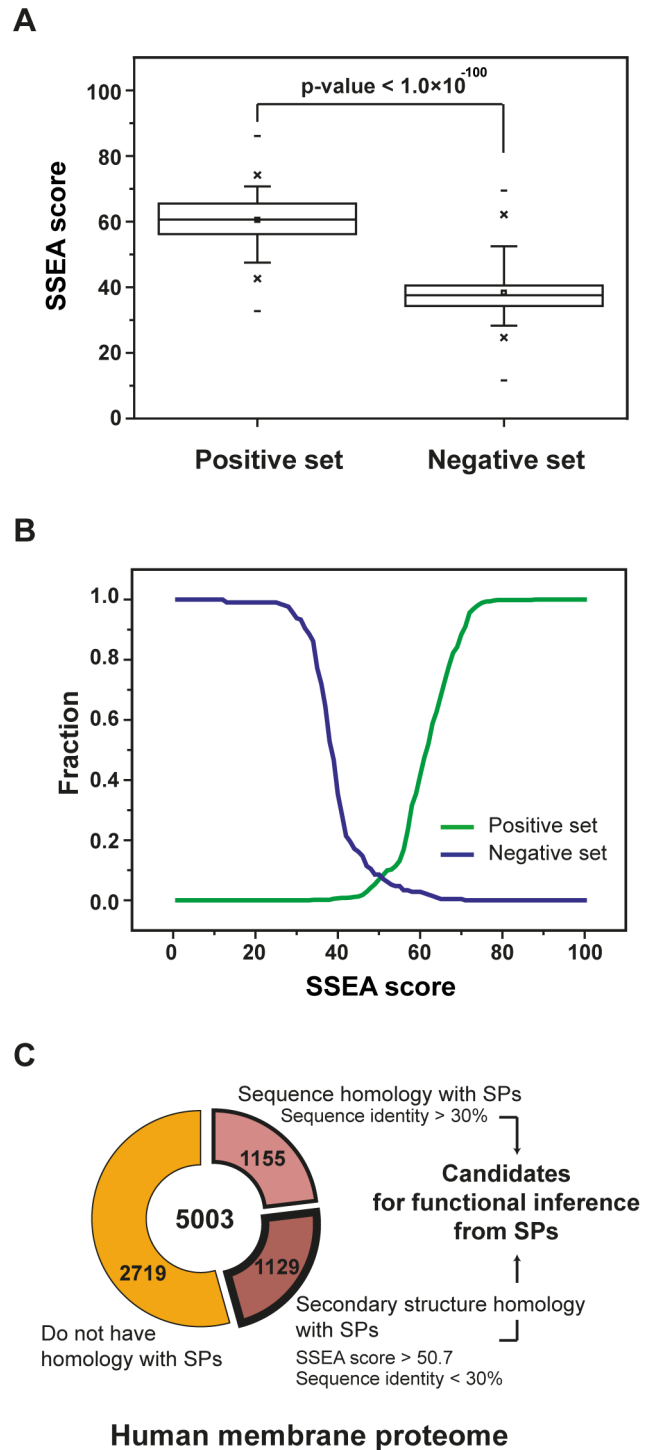 A
p-value < 1.0×10^-100
100
80
60
40
20
0
SSEA score
Positive set
Negative set
B
1.0
0.8
0.6
0.4
0.2
0.0
Fraction
Positive set
Negative set
0 20 40 60 80 100
SSEA score
C
Sequence homology with SPs
Sequence identity > 30%
1155
5003
Candidates
for functional inference
from SPs
2719
1129
Secondary structure homology
with SPs
SSEA score > 50.7
Sequence identity < 30%
Do not have
homology with SPs
Human membrane proteome